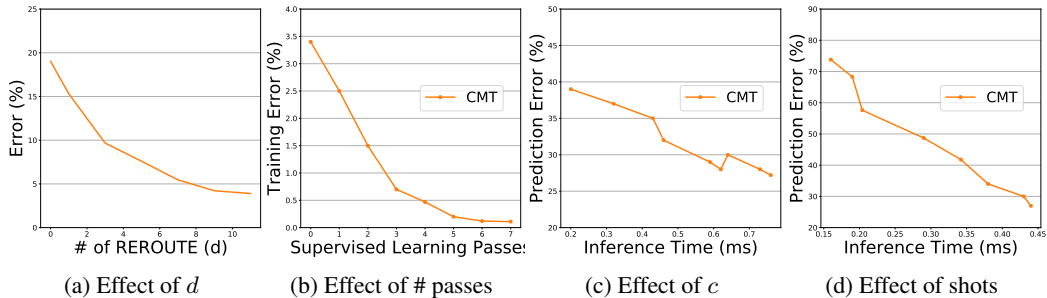 Error (%)
25
20
15
10
5
0
0 2 4 6 8 10
# of REROUTE (d)
(a) Effect of d
Training Error (%)
4.0
3.5
3.0
2.5
2.0
1.5
1.0
0.5
0.0
CMT
0 1 2 3 4 5 6 7
Supervised Learning Passes
(b) Effect of # passes
Prediction Error (%)
50
45
40
35
30
25
20
CMT
0.2 0.3 0.4 0.5 0.6 0.7 0.8
Inference Time (ms)
(c) Effect of c
Prediction Error (%)
90
80
70
60
50
40
30
20
CMT
0.15 0.20 0.25 0.30 0.35 0.40 0.45
Inference Time (ms)
(d) Effect of shots